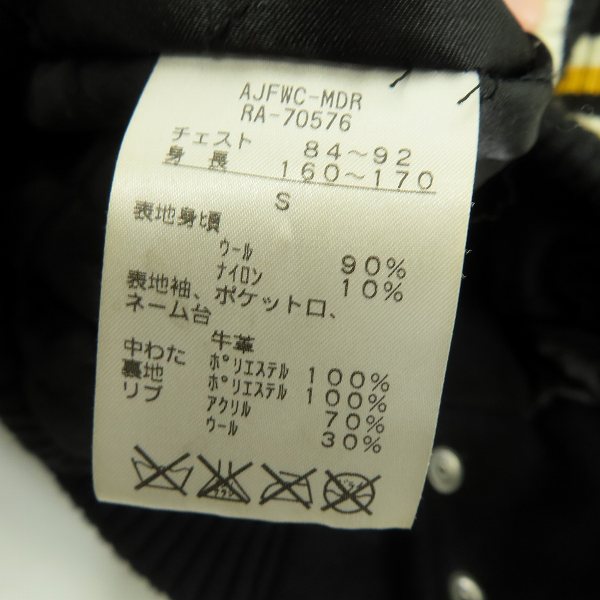 AJFWC-MDR
RA-70576
チェスト 84〜92
身長 160〜170
S
表地身頃
ウール 90%
ナイロン 10%
表地袖、ポケット口、
ネーム台
牛革
中わた ポリエステル 100%
裏地 ポリエステル 100%
リブ アクリル 70%
ウール 30%